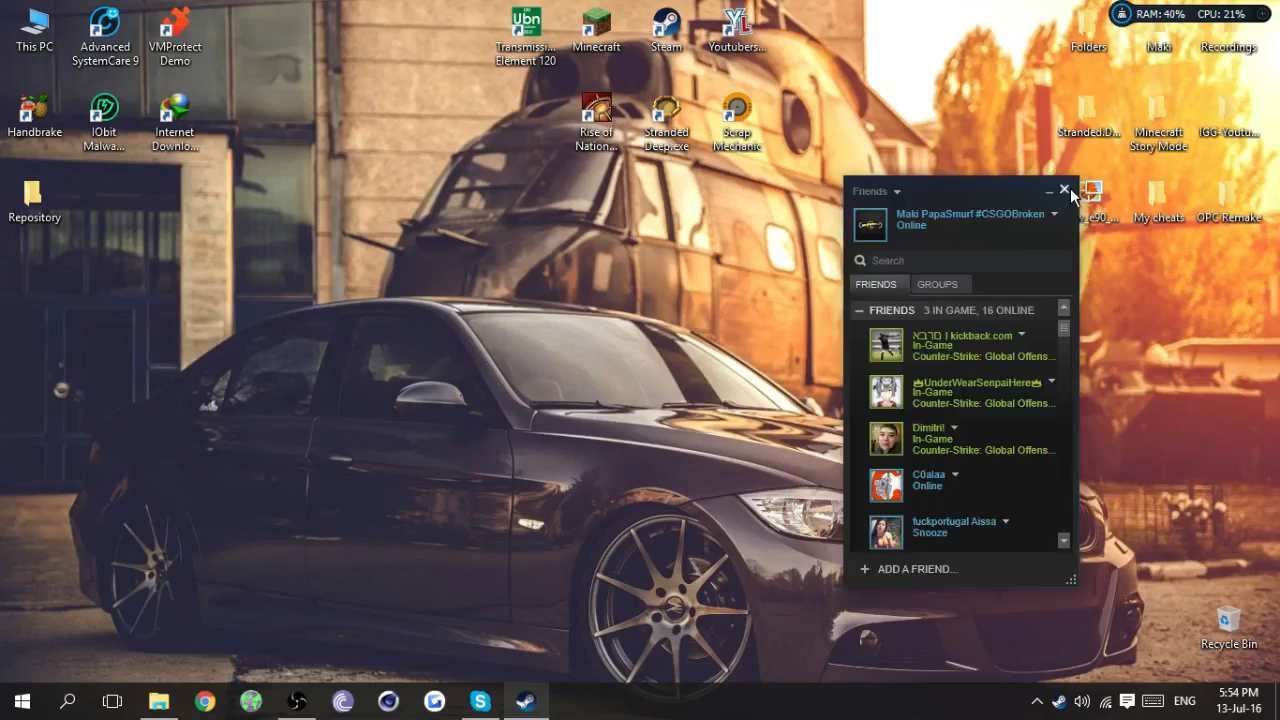 This PC
Advanced
SystemCare 9
VMProtect
Demo
Transmissi...
Element 120
Minecraft
Steam
Youtubers...
RAM: 40% CPU: 21%
Folders
Maki
Recordings
Handbrake
IObit
Malwa...
Internet
Downlo...
Rise of
Nation...
Stranded
Deep.exe
Scrap
Mechanic
Stranded.D...
Minecraft
Story Mode
IGG-Youtu...
Repository
My cheats
OPG Remake
Friends
Maki PapaSmurf #CSGOBroken
Online
Search
FRIENDS
GROUPS
FRIENDS 3 IN GAME, 16 ONLINE
| kickback.com
In-Game
Counter-Strike: Global Offens...
UnderWearSenpaiHere
In-Game
Counter-Strike: Global Offens...
Dimitri!
In-Game
Counter-Strike: Global Offens...
C0alaa
Online
fuckportugal Aissa
Snooze
+ ADD A FRIEND...
Recycle Bin
ENG
5:54 PM
13-Jul-16